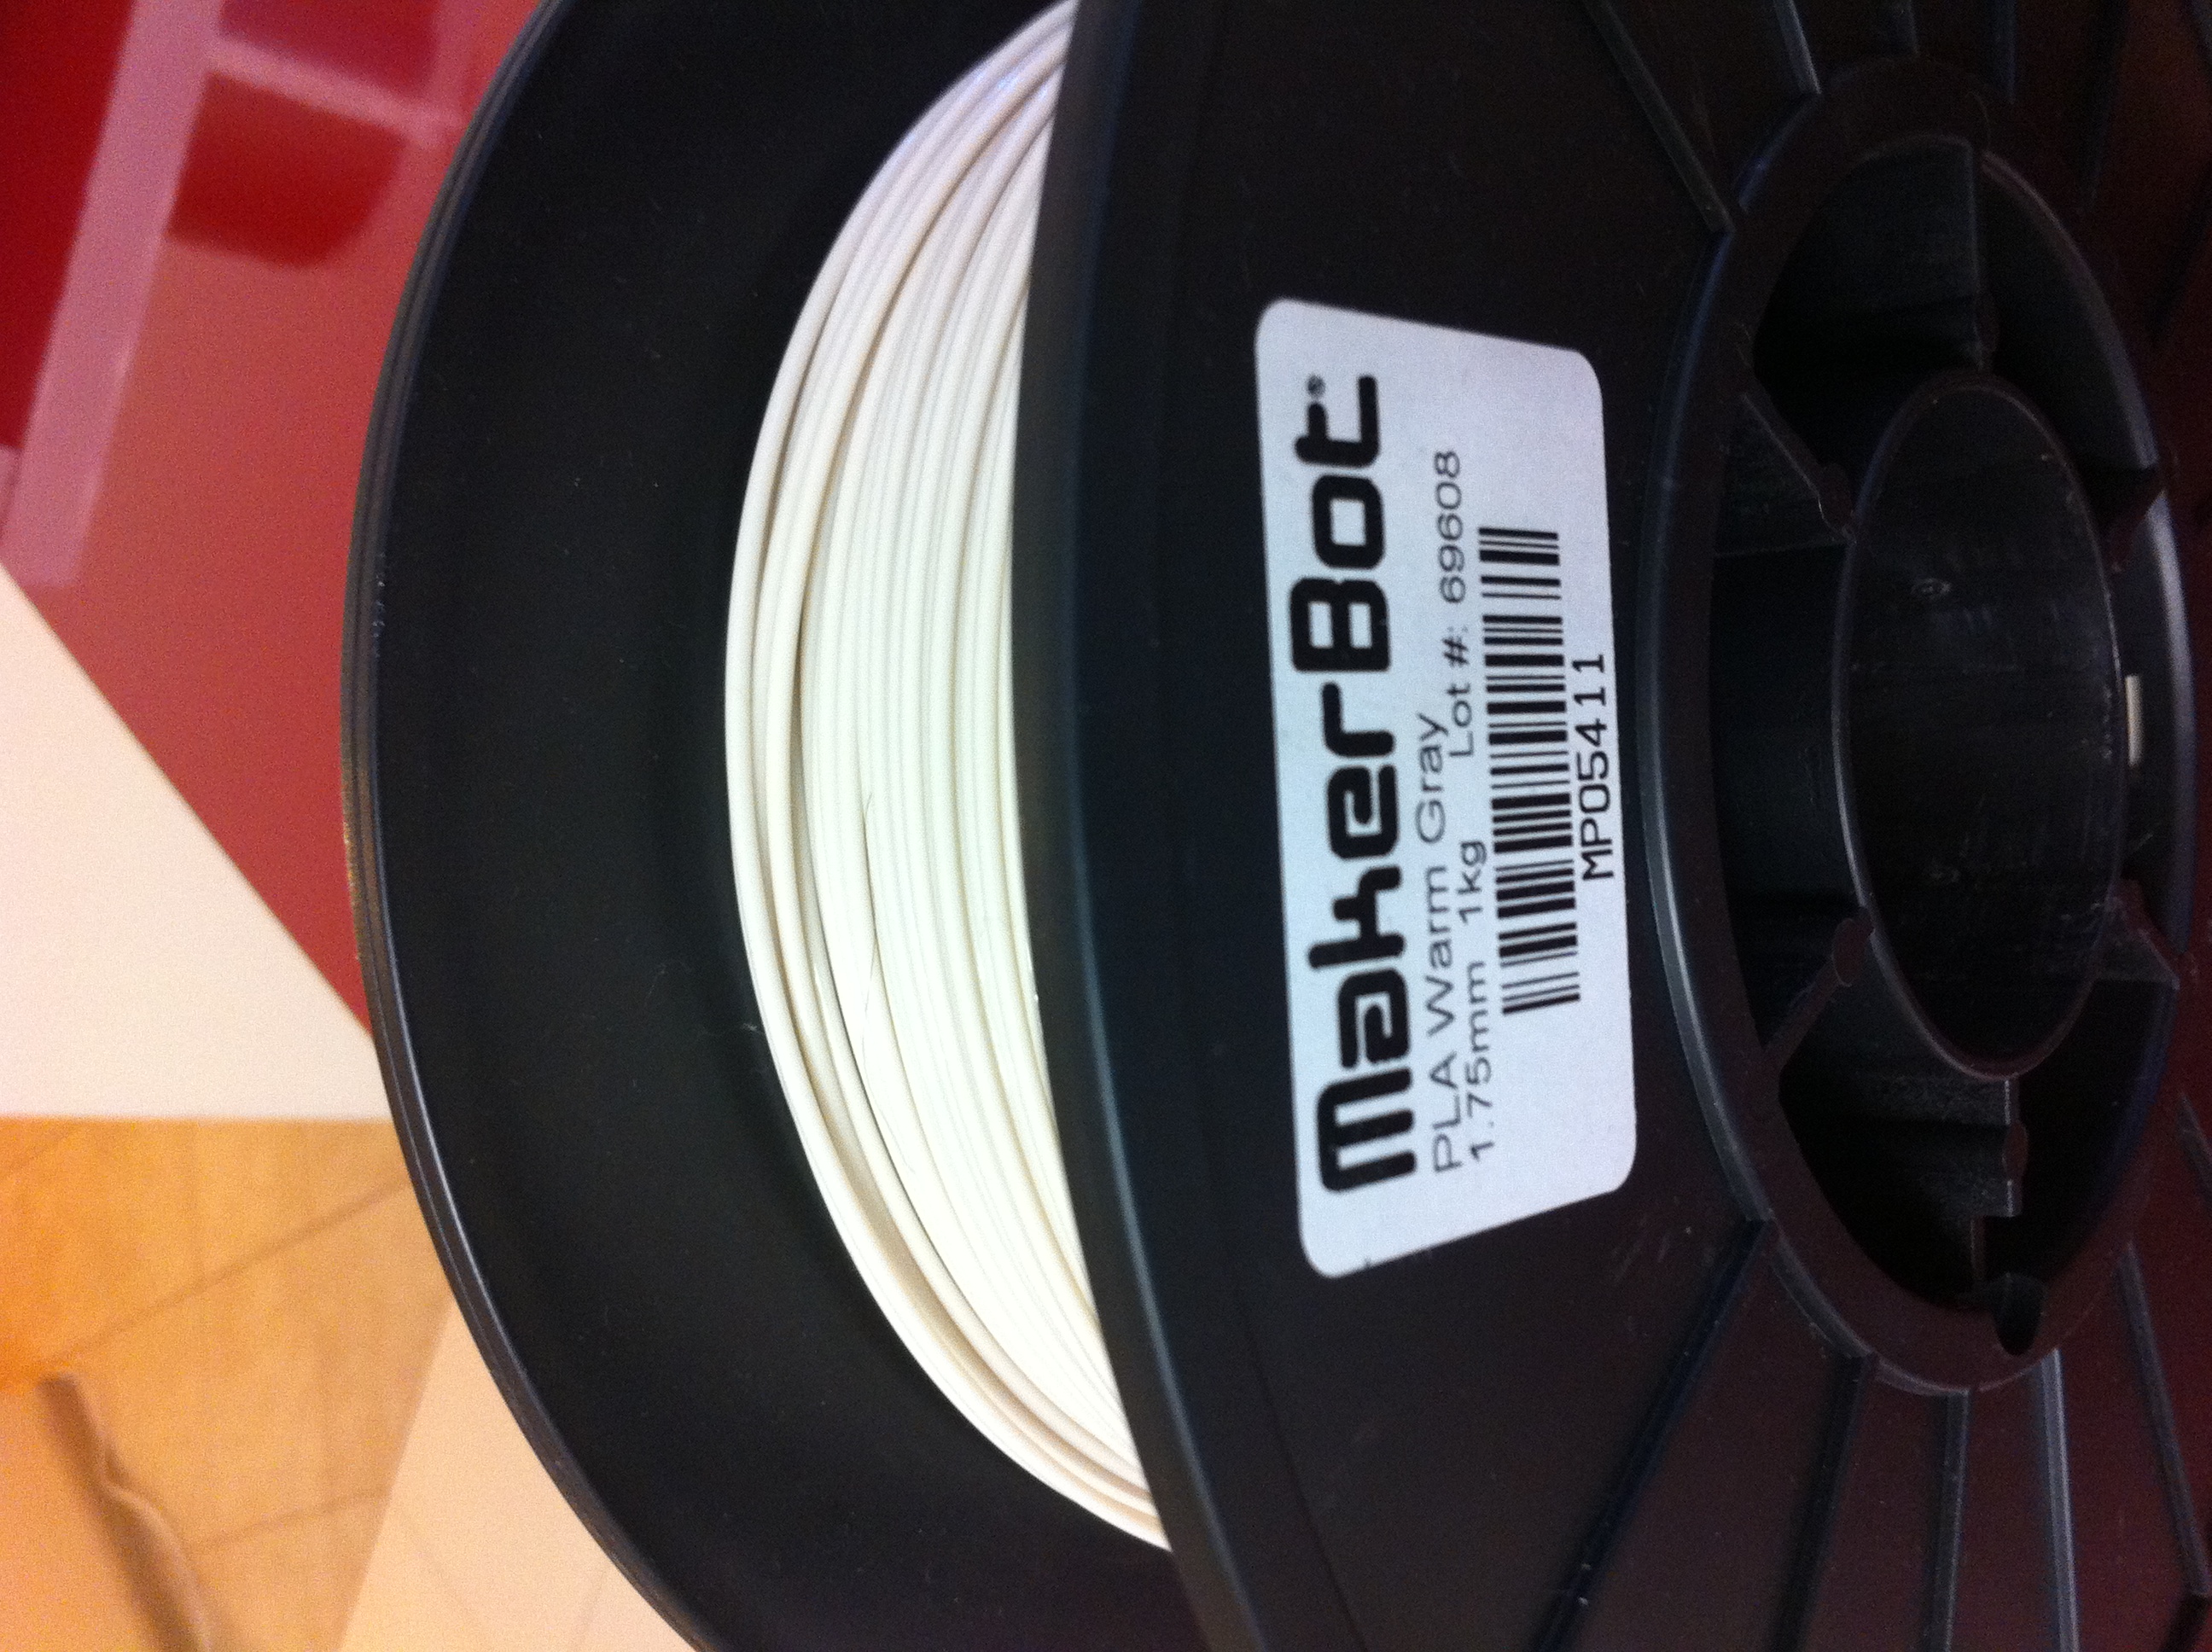 MakerBot®
PLA Warm Gray
1.75mm 1kg Lot #: 69608
MP05411